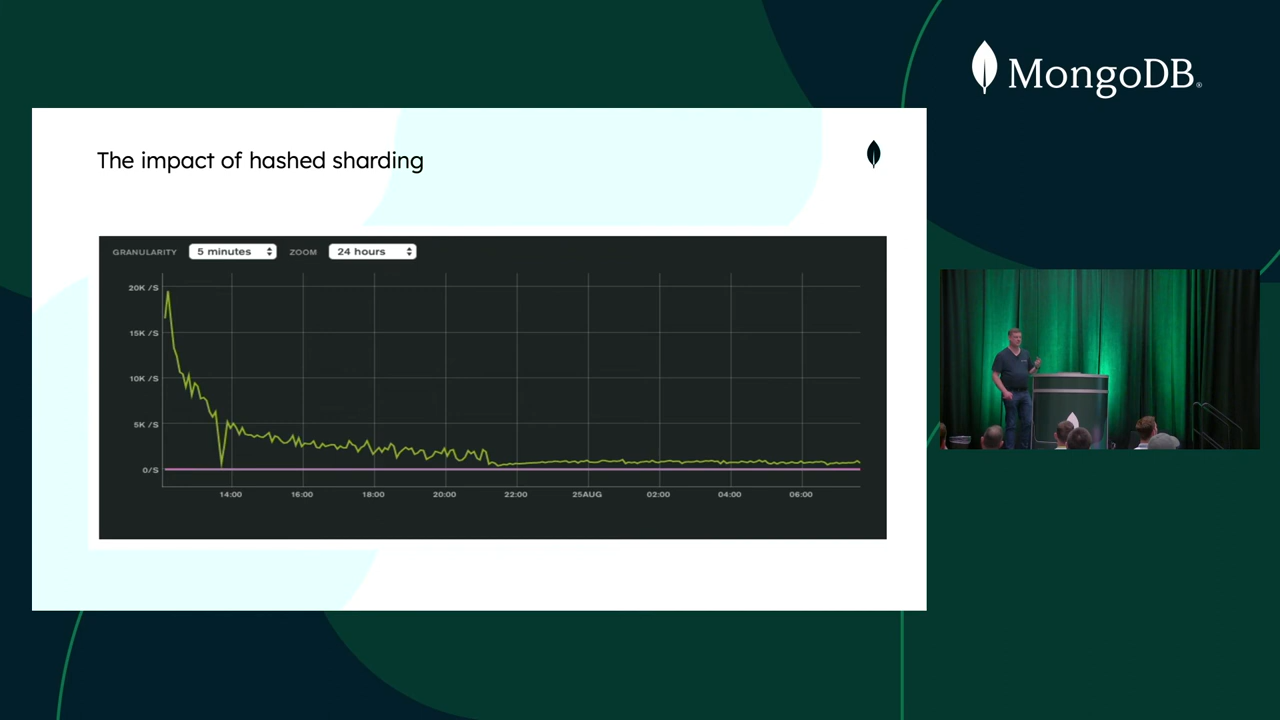 MongoDB®
The impact of hashed sharding
GRANULARITY 5 minutes ZOOM 24 hours
20K /S
15K /S
10K /S
5K /S
0/S
14:00 16:00 18:00 20:00 22:00 25AUG 02:00 04:00 06:00